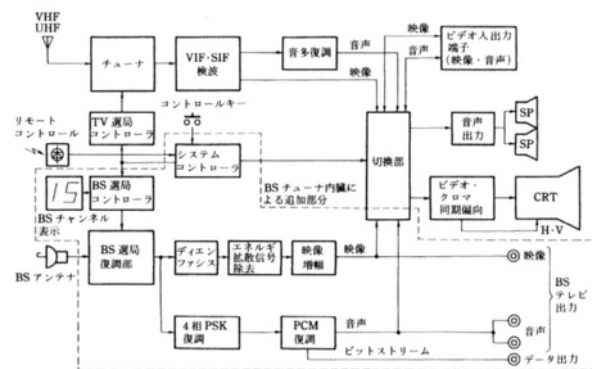 VHF
UHF
チューナ
VIF・SIF
検波
音多復調
音声
映像
映像
音声
ビデオ入出力
端子
(映像・音声)
コントロールキー
TV 選局
コントローラ
リモート
コントロール
システム
コントローラ
切換部
音声
出力
SP
SP
15
BS 選局
コントローラ
BSチャンネル
表示
BSチューナ内臓に
よる追加部分
ビデオ・
クロマ
同期偏向
CRT
H・V
BSアンテナ
BS 選局
復調部
ディエン
ファシス
エネルギ
拡散信号
除去
映像
増幅
映像
映像
BS
テレビ
出力
4相PSK
復調
PCM
復調
音声
音声
ビットストリーム
データ出力